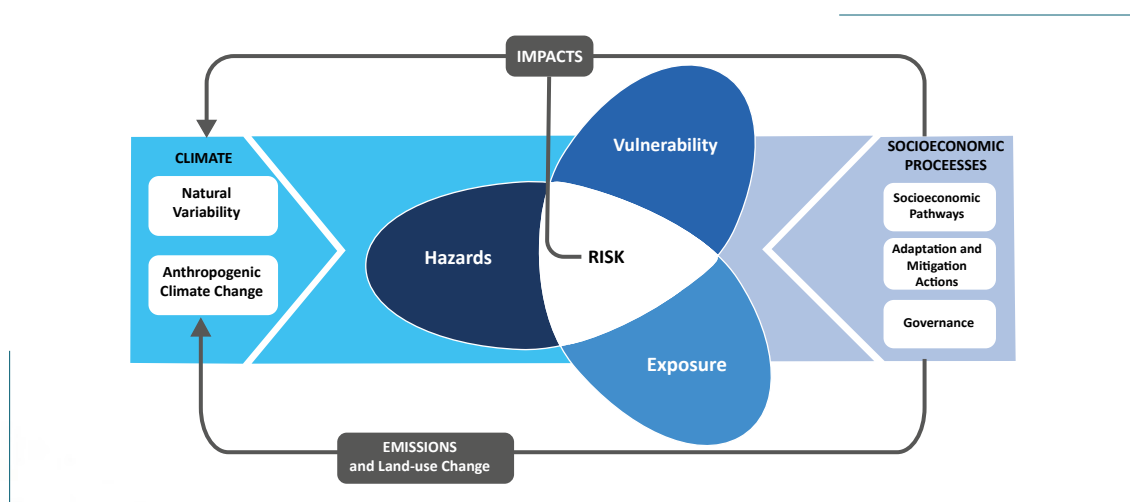 IMPACTS
CLIMATE
Natural
Variability
Anthropogenic
Climate Change
Hazards
Vulnerability
RISK
Exposure
SOCIOECONOMIC
PROCEESSES
Socioeconomic
Pathways
Adaptation and
Mitigation
Actions
Governance
EMISSIONS
and Land-use Change